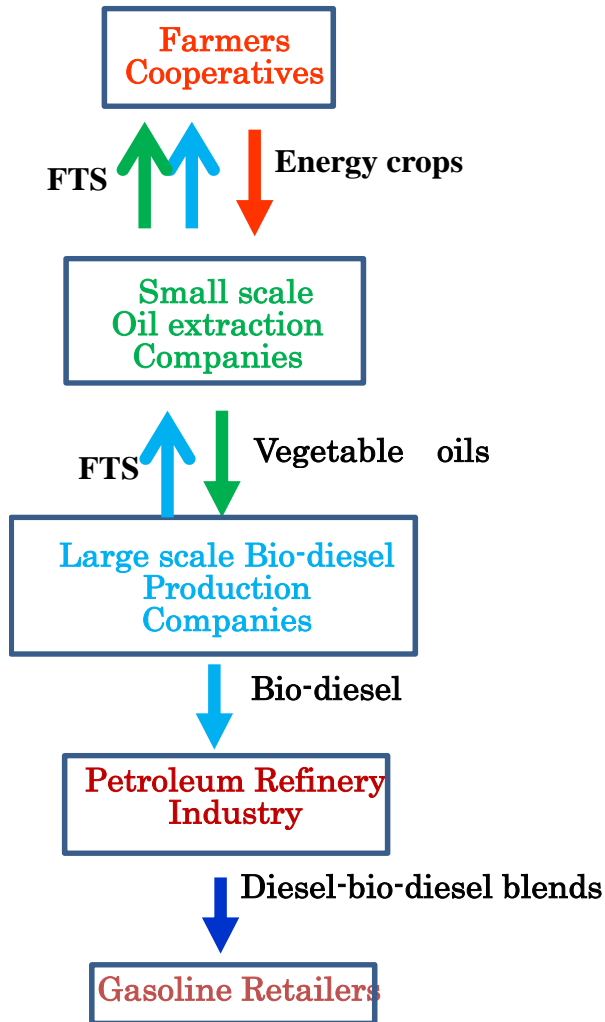 Farmers
Cooperatives
FTS
Energy crops
Small scale
Oil extraction
Companies
FTS
Vegetable oils
Large scale Bio-diesel
Production
Companies
Bio-diesel
Petroleum Refinery
Industry
Diesel-bio-diesel blends
Gasoline Retailers